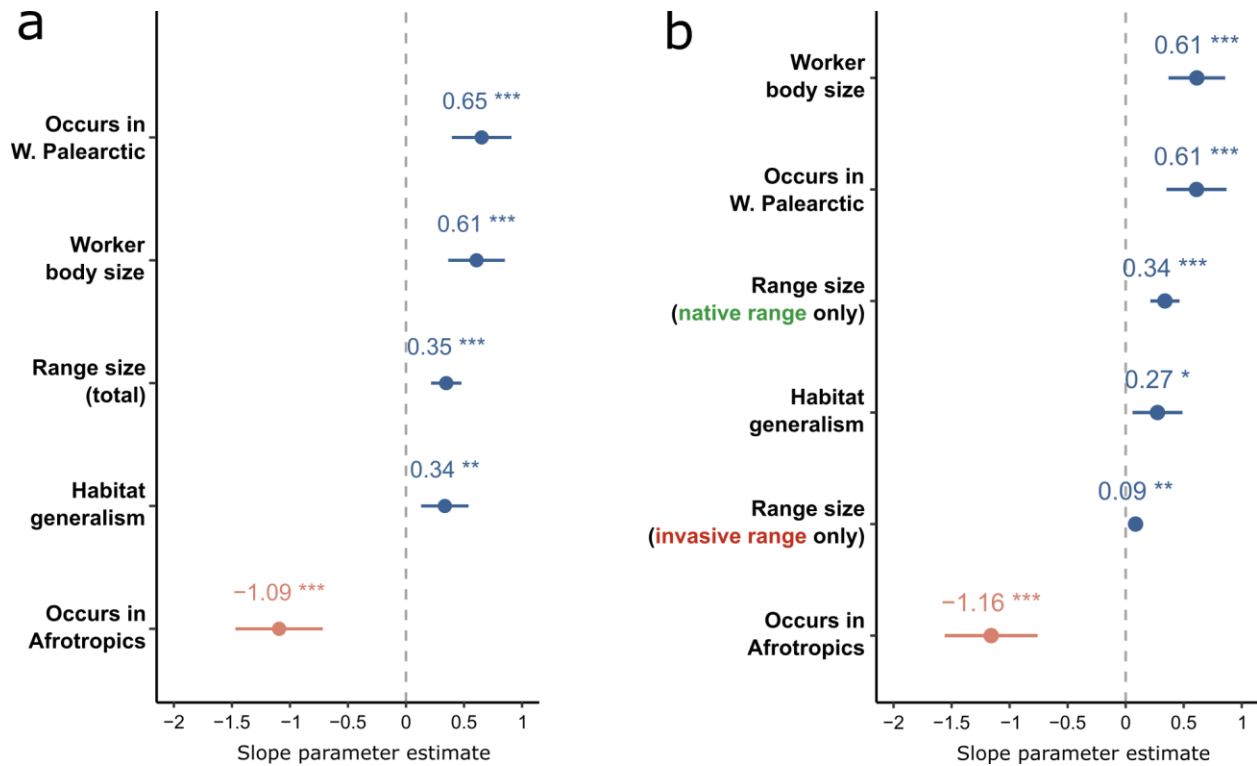 a
0.65 ***
Occurs in
W. Palearctic
0.61 ***
Worker
body size
0.35 ***
Range size
(total)
0.34 **
Habitat
generalism
−1.09 ***
Occurs in
Afrotropics
−2 −1.5 −1 −0.5 0 0.5 1
Slope parameter estimate
b
0.61 ***
Worker
body size
0.61 ***
Occurs in
W. Palearctic
0.34 ***
Range size
(native range only)
0.27 *
Habitat
generalism
0.09 **
Range size
(invasive range only)
−1.16 ***
Occurs in
Afrotropics
−2 −1.5 −1 −0.5 0 0.5 1
Slope parameter estimate